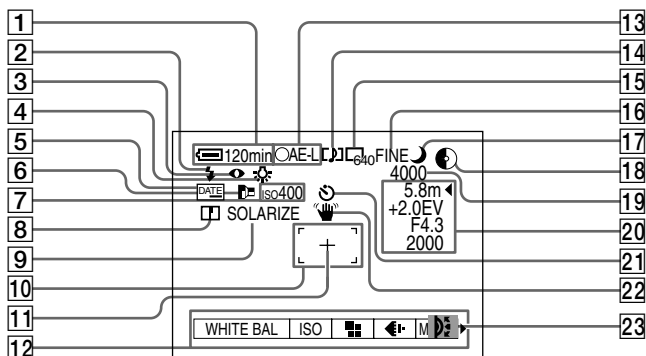 1
2
3
4
5
6
7
8
9
10
11
12
120min
AE-L
640
FINE
4000
DATE
ISO400
SOLARIZE
5.8m
+2.0EV
F4.3
2000
WHITE BAL
ISO
M
13
14
15
16
17
18
19
20
21
22
23